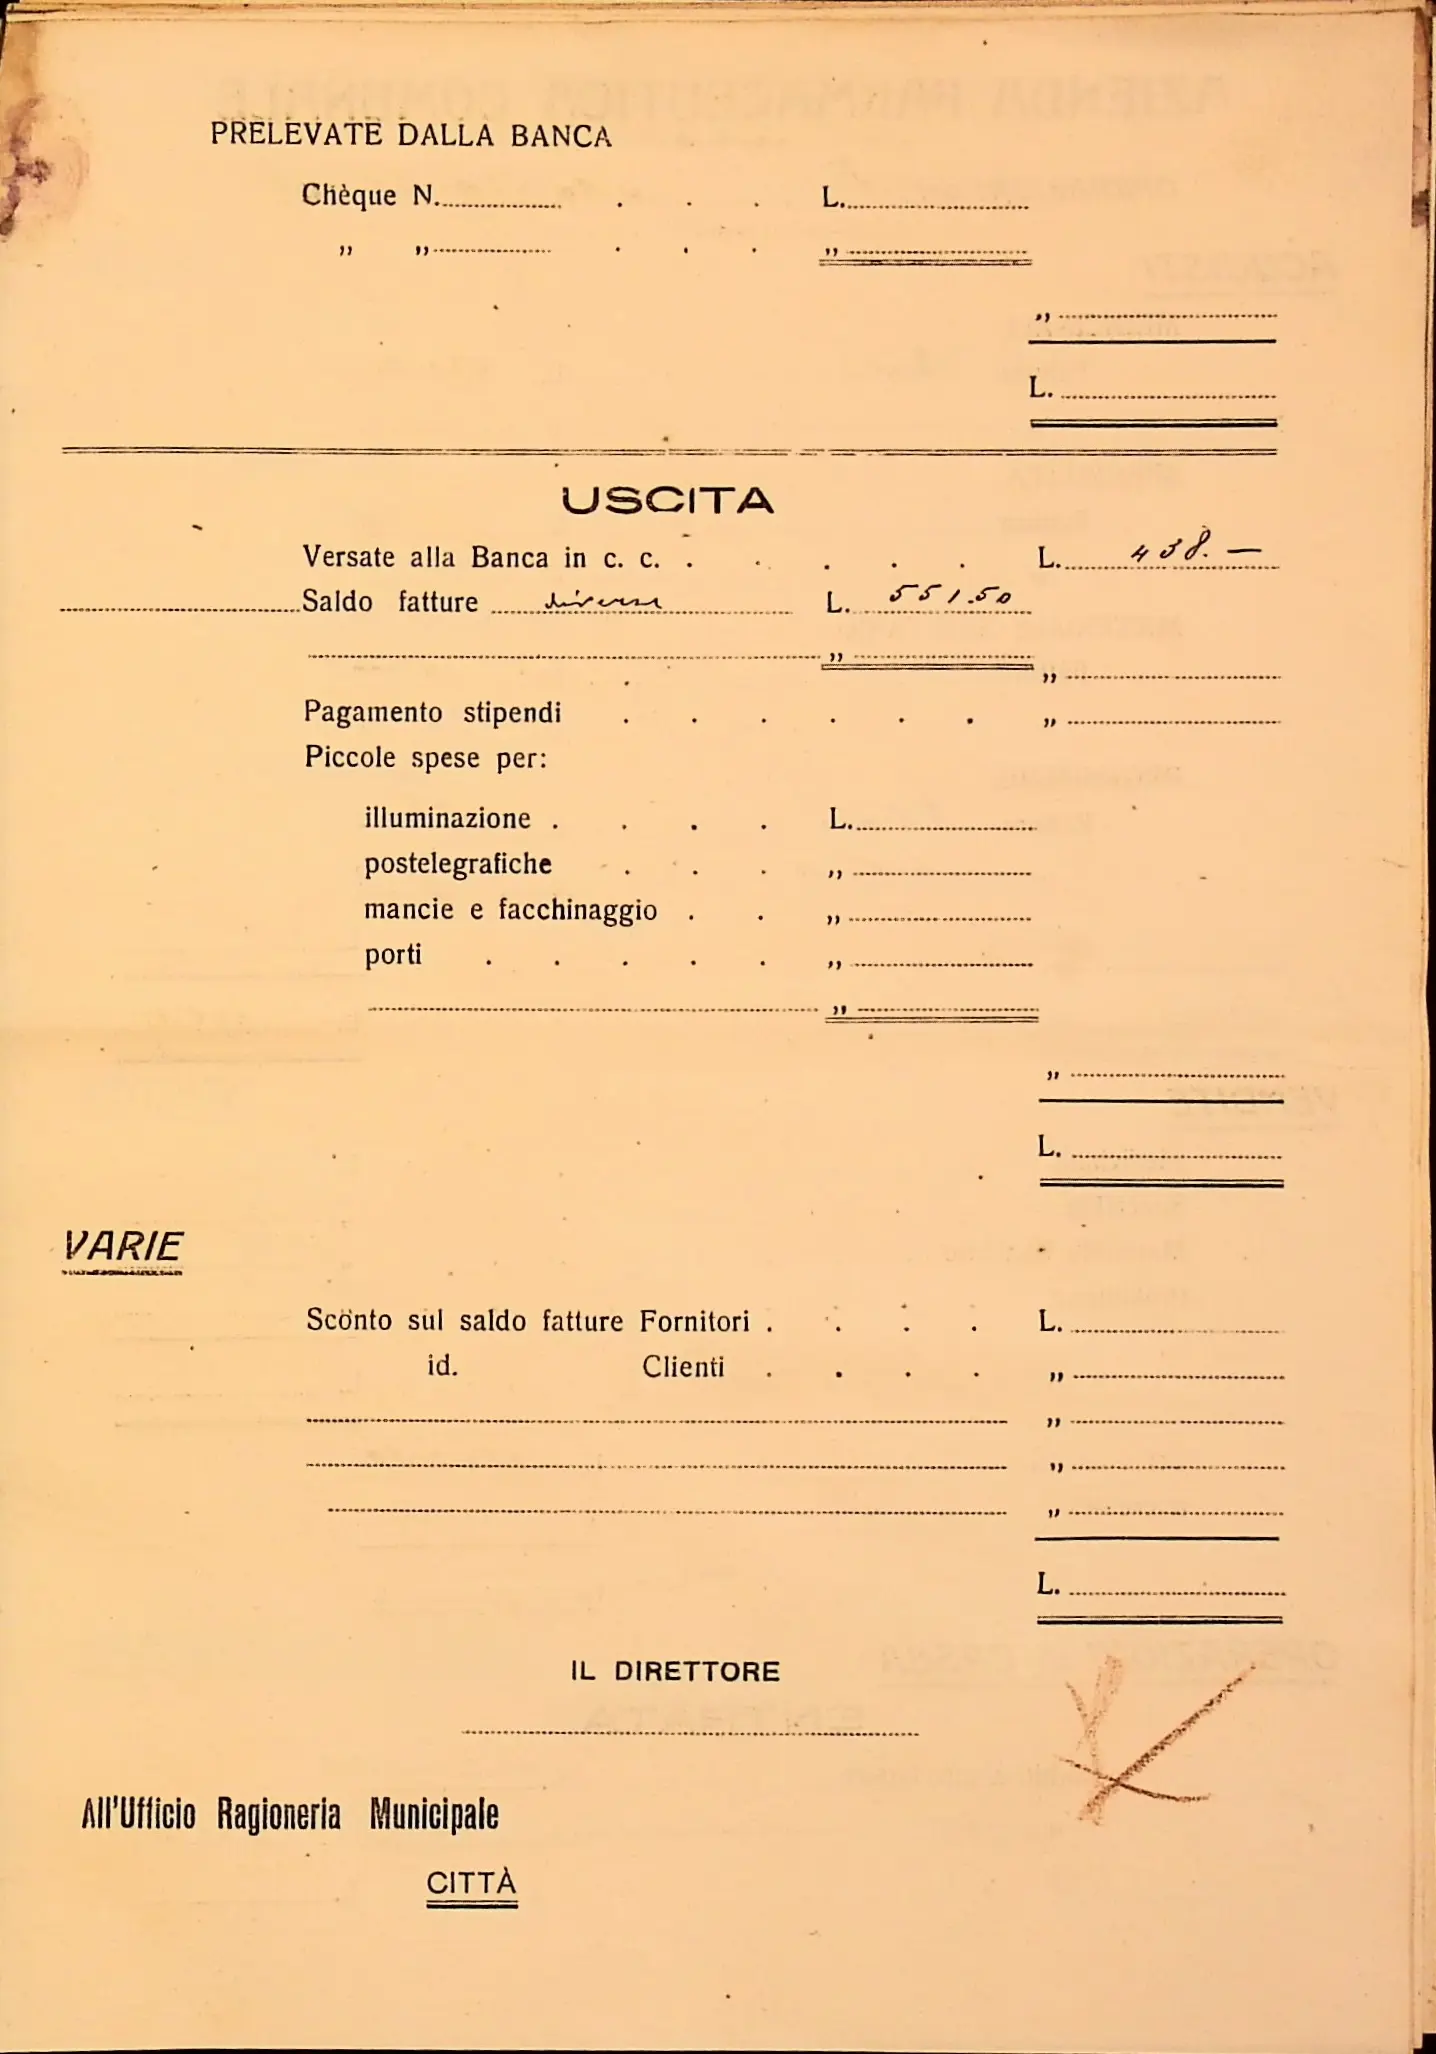 PRELEVATE DALLA BANCA
Chèque N. . . . L.
„ „ . . . „
„
L.
USCITA
Versate alla Banca in c. c. . . . . . L. 438. —
Saldo fatture diverse L. 551.50
„
„
Pagamento stipendi . . . . . . „
Piccole spese per:
illuminazione . . . . L.
postelegrafiche . . . „
mancie e facchinaggio . . „
porti . . . . . „
„
„
L.
VARIE
Sconto sul saldo fatture Fornitori . . . . L.
id. Clienti . . . . „
„
„
„
L.
IL DIRETTORE
All'Ufficio Ragioneria Municipale
CITTÀ